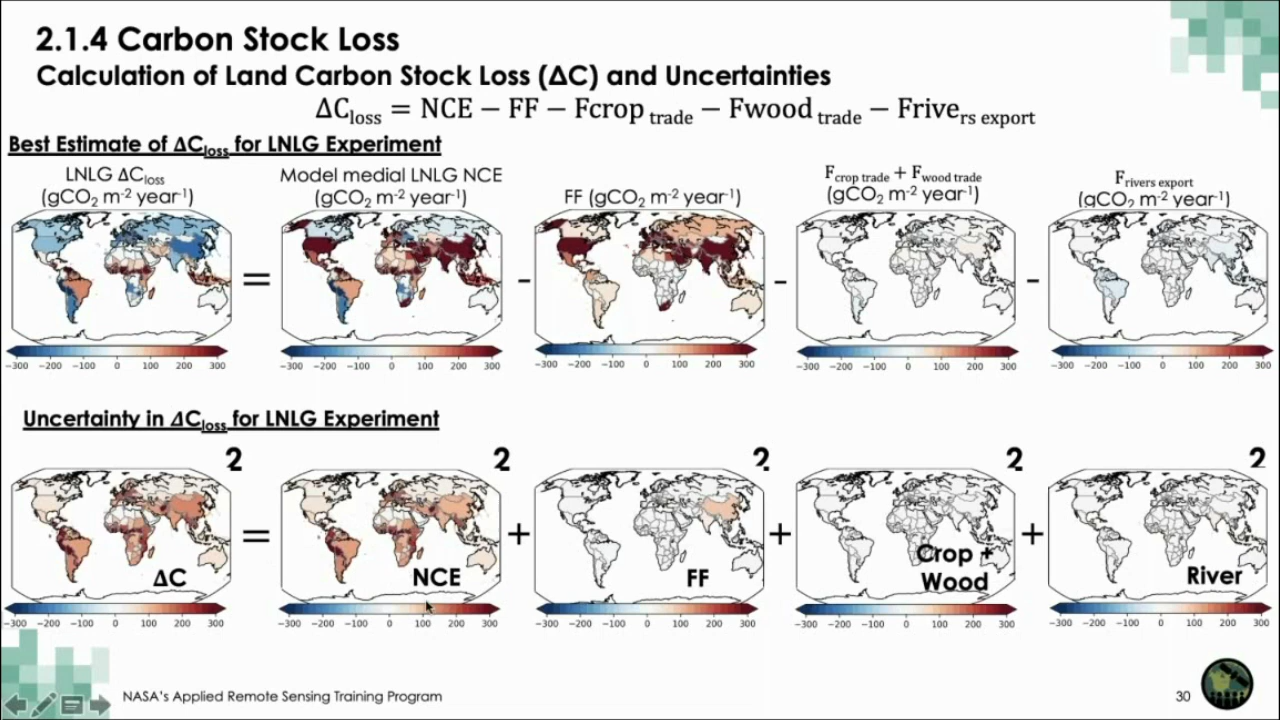 2.1.4 Carbon Stock Loss
Calculation of Land Carbon Stock Loss (ΔC) and Uncertainties
ΔC_loss = NCE − FF − Fcrop trade − Fwood trade − Frivers export
Best Estimate of ΔC_loss for LNLG Experiment
LNLG ΔC_loss
(gCO₂ m⁻² year⁻¹)
Model medial LNLG NCE
(gCO₂ m⁻² year⁻¹)
FF (gCO₂ m⁻² year⁻¹)
F_crop trade + F_wood trade
(gCO₂ m⁻² year⁻¹)
F_rivers export
(gCO₂ m⁻² year⁻¹)
= - - -
−300 −200 −100 0 100 200 300
−300 −200 −100 0 100 200 300
−300 −200 −100 0 100 200 300
−300 −200 −100 0 100 200 300
−300 −200 −100 0 100 200 300
Uncertainty in ΔC_loss for LNLG Experiment
2 2 2 2 2
= + + +
ΔC
NCE
FF
Crop +
Wood
River
−300 −200 −100 0 100 200 300
−300 −200 −100 0 100 200 300
−300 −200 −100 0 100 200 300
−300 −200 −100 0 100 200 300
−300 −200 −100 0 100 200 300
NASA's Applied Remote Sensing Training Program
30